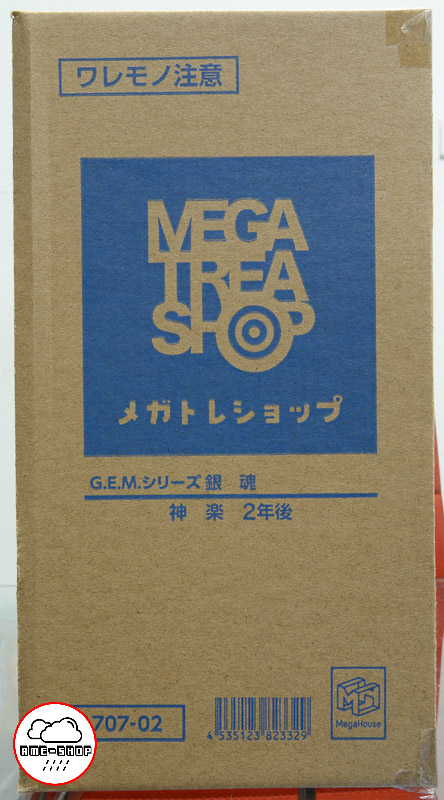 ワレモノ注意
MEGA
TREA
SHOP
メガトレショップ
G.E.M.シリーズ 銀 魂
神 楽 2年後
707-02
4 535123 823329
MegaHouse
AME-SHOP